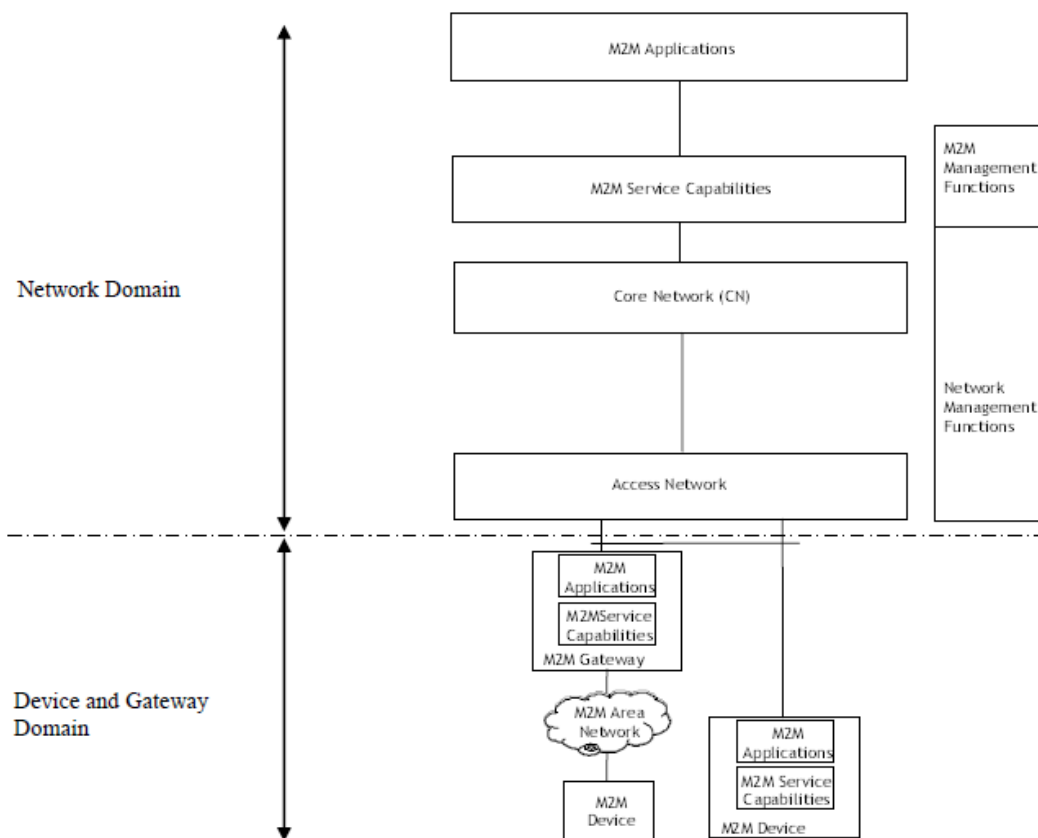 M2M Applications
M2M
Management
Functions
M2M Service Capabilities
Network Domain
Core Network (CN)
Network
Management
Functions
Access Network
M2M
Applications
M2MService
Capabilities
M2M Gateway
Device and Gateway
Domain
M2M Area
Network
M2M
Applications
M2M Service
Capabilities
M2M Device
M2M
Device